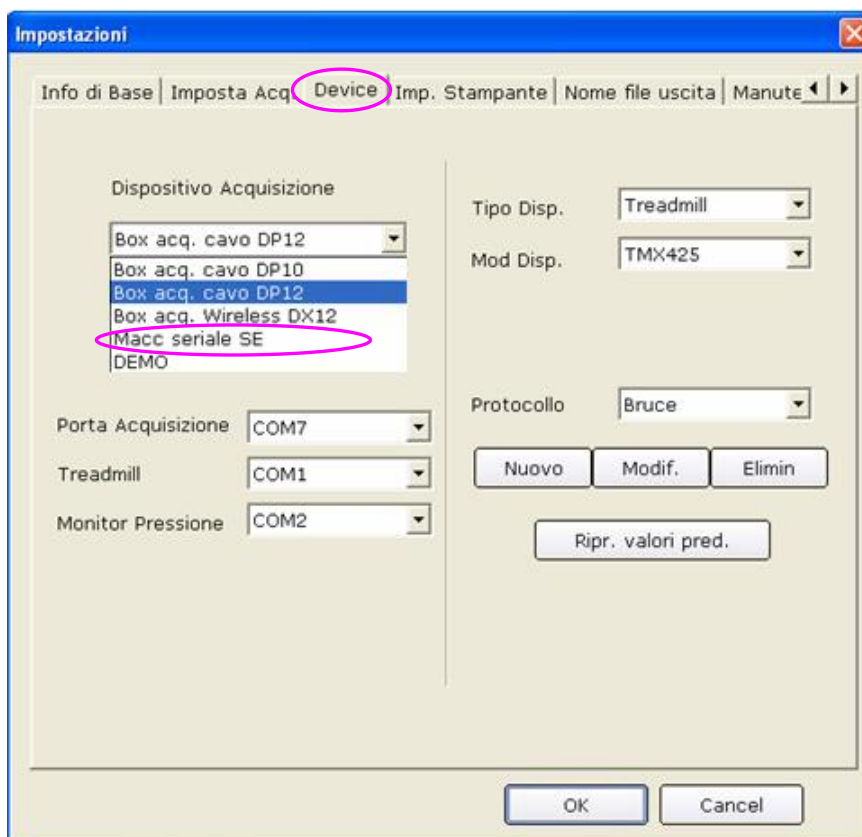 Impostazioni
Info di Base Imposta Acq Device Imp. Stampante Nome file uscita Manute
Dispositivo Acquisizione
Box acq. cavo DP12
Box acq. cavo DP10
Box acq. cavo DP12
Box acq. Wireless DX12
Macc seriale SE
DEMO
Porta Acquisizione COM7
Treadmill COM1
Monitor Pressione COM2
Tipo Disp. Treadmill
Mod Disp. TMX425
Protocollo Bruce
Nuovo Modif. Elimin
Ripr. valori pred.
OK Cancel